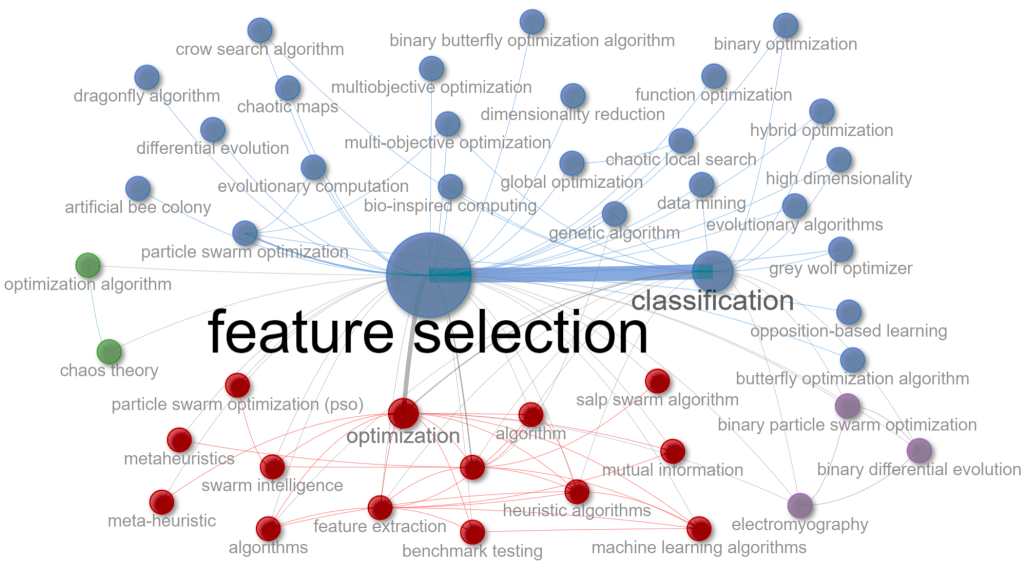 crow search algorithm
binary butterfly optimization algorithm
binary optimization
dragonfly algorithm
chaotic maps
multiobjective optimization
dimensionality reduction
function optimization
differential evolution
multi-objective optimization
hybrid optimization
chaotic local search
evolutionary computation
global optimization
high dimensionality
artificial bee colony
bio-inspired computing
data mining
genetic algorithm
evolutionary algorithms
particle swarm optimization
grey wolf optimizer
optimization algorithm
classification
feature selection
opposition-based learning
chaos theory
butterfly optimization algorithm
particle swarm optimization (pso)
salp swarm algorithm
binary particle swarm optimization
optimization
algorithm
metaheuristics
mutual information
binary differential evolution
swarm intelligence
heuristic algorithms
meta-heuristic
feature extraction
electromyography
algorithms
benchmark testing
machine learning algorithms